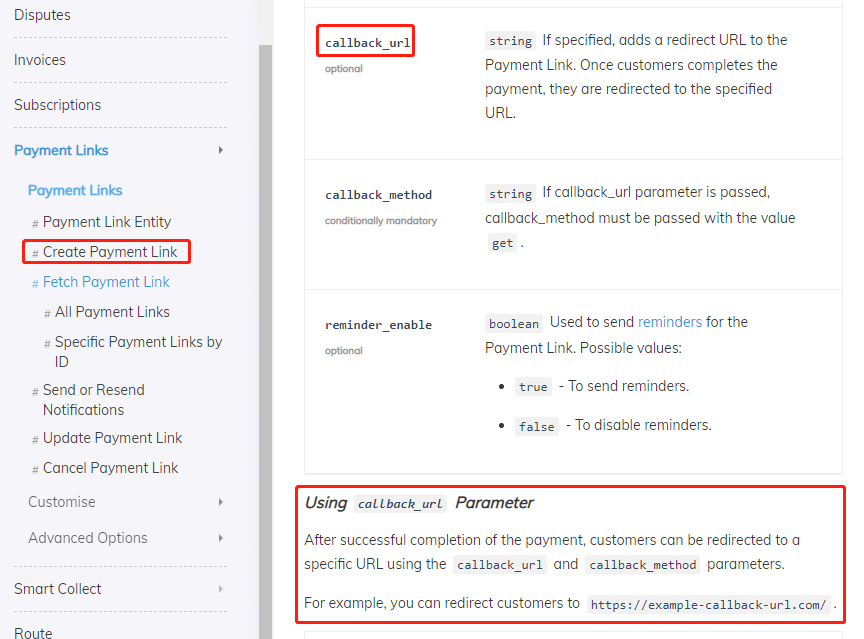 Disputes
Invoices
Subscriptions
Payment Links
Payment Links
# Payment Link Entity
# Create Payment Link
# Fetch Payment Link
# All Payment Links
# Specific Payment Links by
ID
# Send or Resend
Notifications
# Update Payment Link
# Cancel Payment Link
Customise
Advanced Options
Smart Collect
Route
callback_url
optional
string If specified, adds a redirect URL to the
Payment Link. Once customers completes the
payment, they are redirected to the specified
URL.
callback_method
conditionally mandatory
string If callback_url parameter is passed,
callback_method must be passed with the value
get .
reminder_enable
optional
boolean Used to send reminders for the
Payment Link. Possible values:
• true - To send reminders.
• false - To disable reminders.
Using callback_url Parameter
After successful completion of the payment, customers can be redirected to a
specific URL using the callback_url and callback_method parameters.
For example, you can redirect customers to https://example-callback-url.com/ .